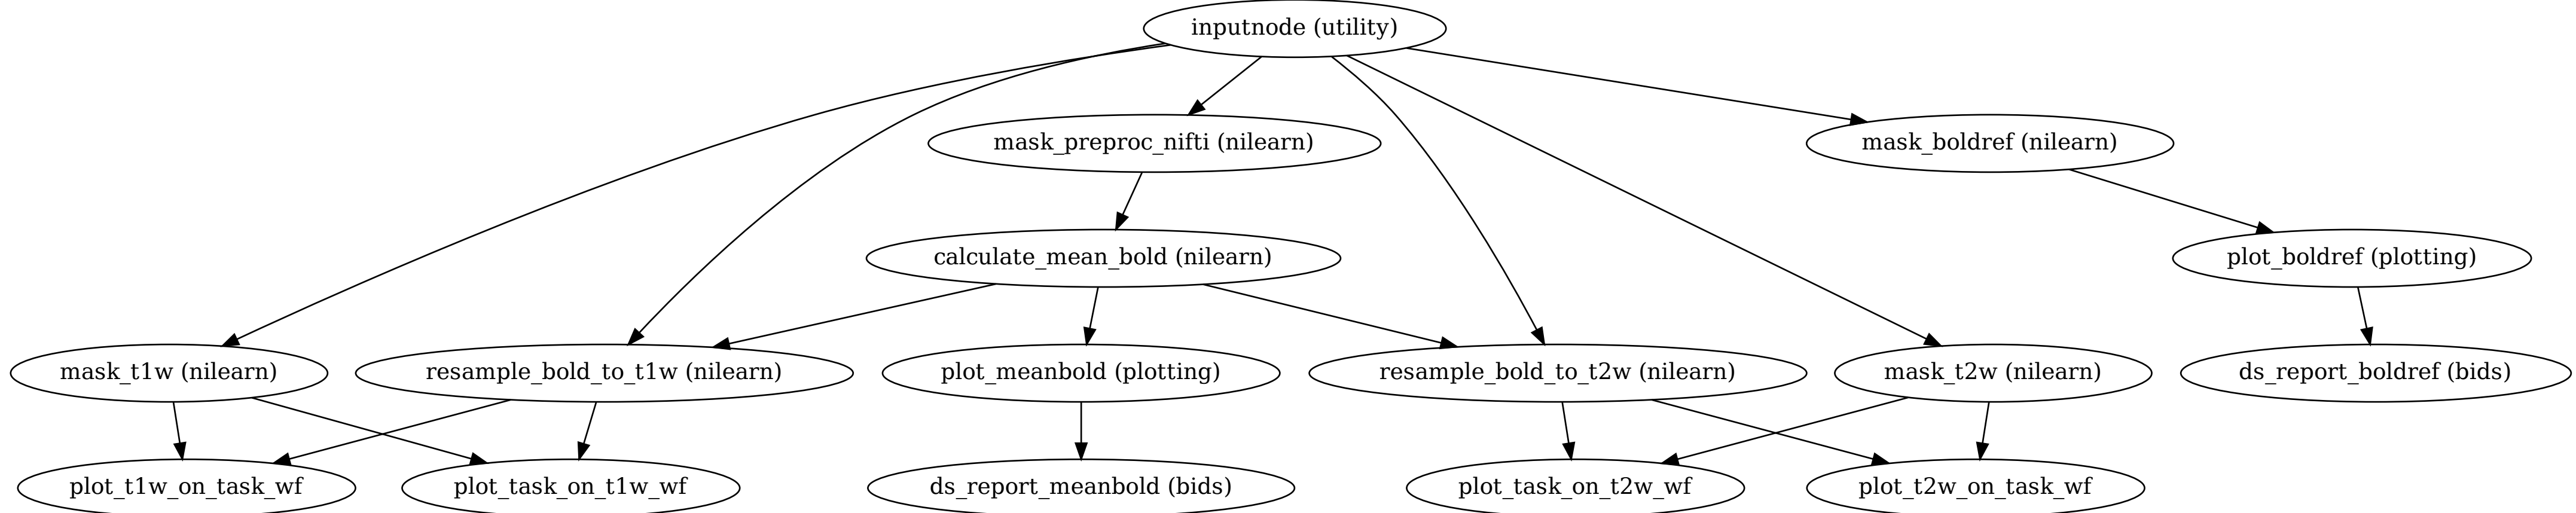 inputnode (utility)
mask_preproc_nifti (nilearn)
mask_boldref (nilearn)
calculate_mean_bold (nilearn)
plot_boldref (plotting)
mask_t1w (nilearn)
resample_bold_to_t1w (nilearn)
plot_meanbold (plotting)
resample_bold_to_t2w (nilearn)
mask_t2w (nilearn)
ds_report_boldref (bids)
plot_t1w_on_task_wf
plot_task_on_t1w_wf
ds_report_meanbold (bids)
plot_task_on_t2w_wf
plot_t2w_on_task_wf